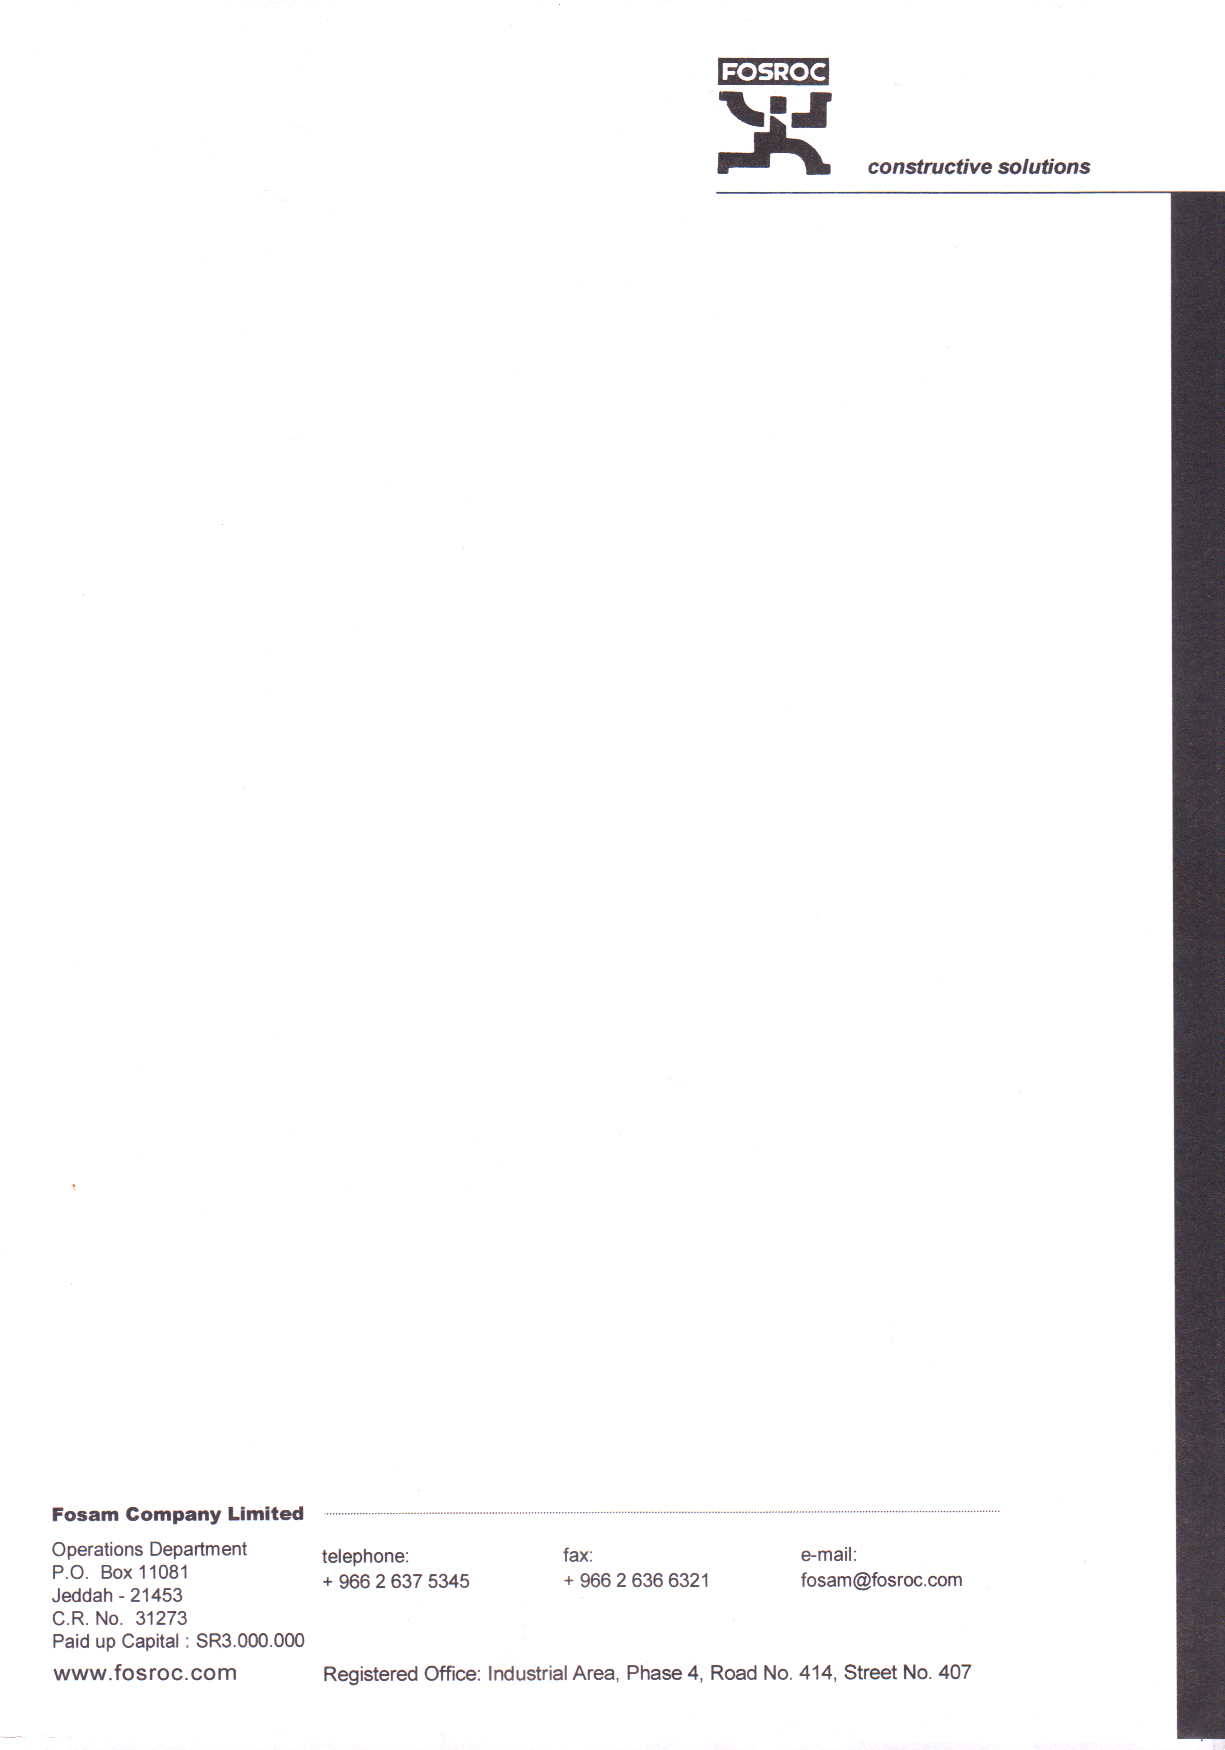 FOSROC
constructive solutions
Fosam Company Limited
Operations Department
P.O. Box 11081
Jeddah - 21453
C.R. No. 31273
Paid up Capital : SR3.000.000
www.fosroc.com
telephone:
+ 966 2 637 5345
fax:
+ 966 2 636 6321
e-mail:
fosam@fosroc.com
Registered Office: Industrial Area, Phase 4, Road No. 414, Street No. 407